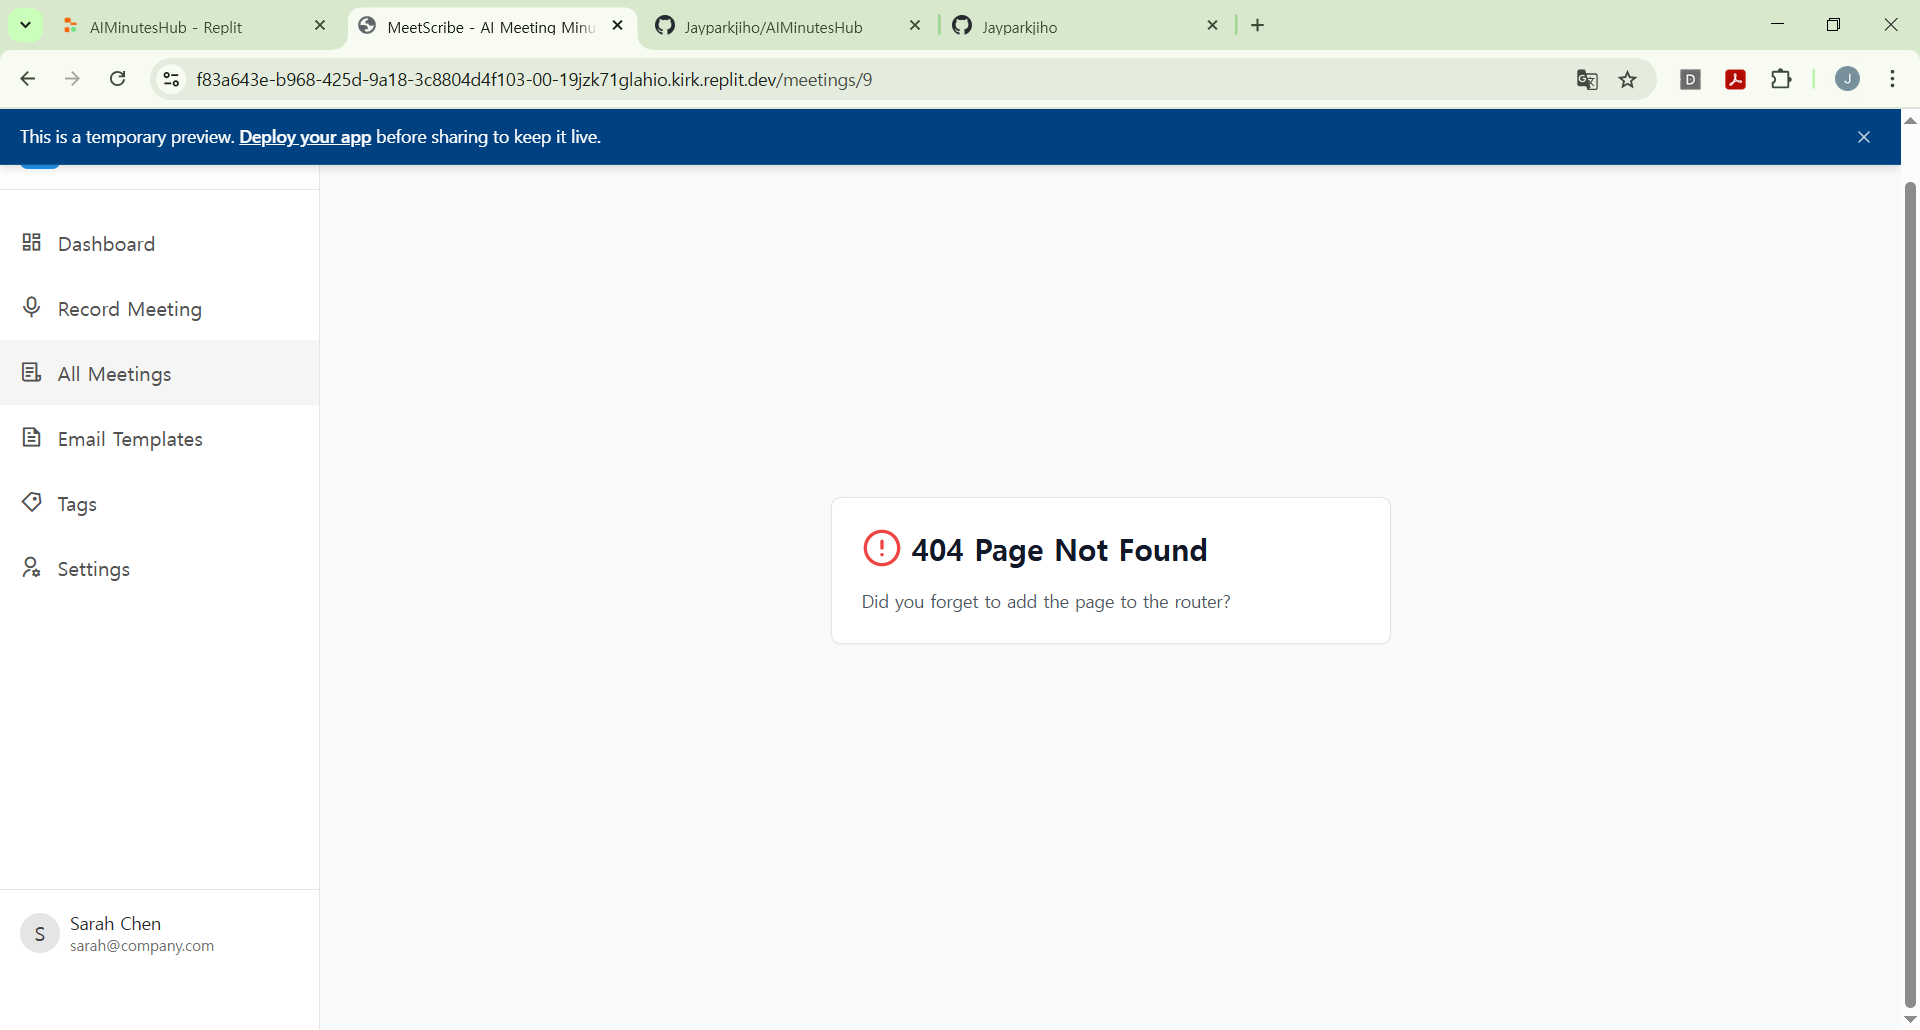 AIMinutesHub - Replit
MeetScribe - AI Meeting Minu
Jayparkjiho/AIMinutesHub
Jayparkjiho
f83a643e-b968-425d-9a18-3c8804d4f103-00-19jzk71glahio.kirk.replit.dev/meetings/9
D
J
This is a temporary preview. Deploy your app before sharing to keep it live.
Dashboard
Record Meeting
All Meetings
Email Templates
Tags
Settings
404 Page Not Found
Did you forget to add the page to the router?
S
Sarah Chen
sarah@company.com